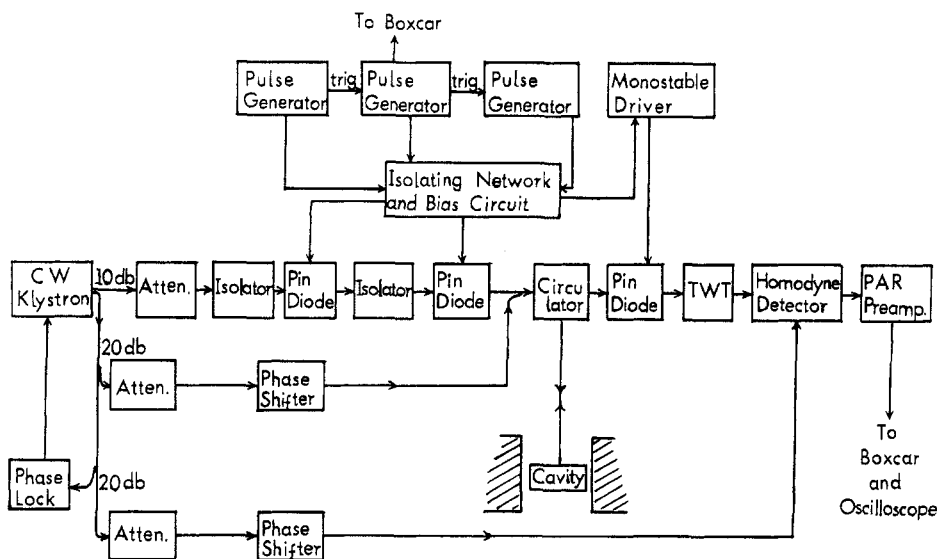 To Boxcar
Pulse
Generator
trig
Pulse
Generator
trig
Pulse
Generator
Monostable
Driver
Isolating Network
and Bias Circuit
CW
Klystron
10db
Atten.
Isolator
Pin
Diode
Isolator
Pin
Diode
Circu
lator
Pin
Diode
TWT
Homodyne
Detector
PAR
Preamp.
20db
Atten.
Phase
Shifter
Phase
Lock
20db
Atten.
Phase
Shifter
Cavity
To
Boxcar
and
Oscilloscope